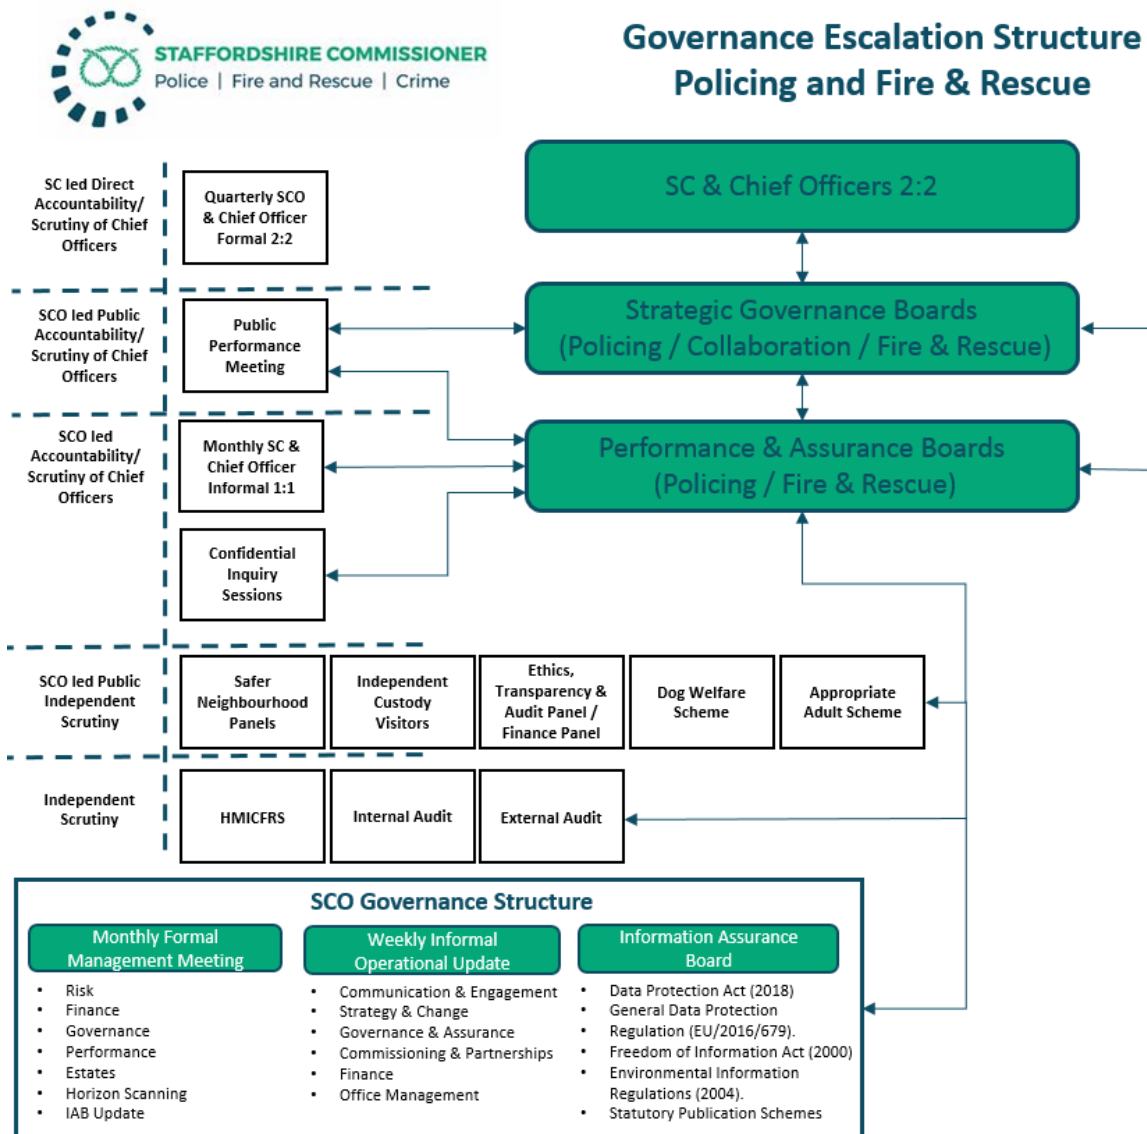 STAFFORDSHIRE COMMISSIONER
Police | Fire and Rescue | Crime
Governance Escalation Structure
Policing and Fire & Rescue
SC led Direct
Accountability/
Scrutiny of Chief
Officers
Quarterly SCO
& Chief Officer
Formal 2:2
SC & Chief Officers 2:2
SCO led Public
Accountability/
Scrutiny of Chief
Officers
Public
Performance
Meeting
Strategic Governance Boards
(Policing / Collaboration / Fire & Rescue)
SCO led
Accountability/
Scrutiny of Chief
Officers
Monthly SC &
Chief Officer
Informal 1:1
Performance & Assurance Boards
(Policing / Fire & Rescue)
Confidential
Inquiry
Sessions
SCO led Public
Independent
Scrutiny
Safer
Neighbourhood
Panels
Independent
Custody
Visitors
Ethics,
Transparency &
Audit Panel /
Finance Panel
Dog Welfare
Scheme
Appropriate
Adult Scheme
Independent
Scrutiny
HMICFRS
Internal Audit
External Audit
SCO Governance Structure
Monthly Formal
Management Meeting
• Risk
• Finance
• Governance
• Performance
• Estates
• Horizon Scanning
• IAB Update
Weekly Informal
Operational Update
• Communication & Engagement
• Strategy & Change
• Governance & Assurance
• Commissioning & Partnerships
• Finance
• Office Management
Information Assurance
Board
• Data Protection Act (2018)
• General Data Protection
• Regulation (EU/2016/679).
• Freedom of Information Act (2000)
• Environmental Information
Regulations (2004).
• Statutory Publication Schemes